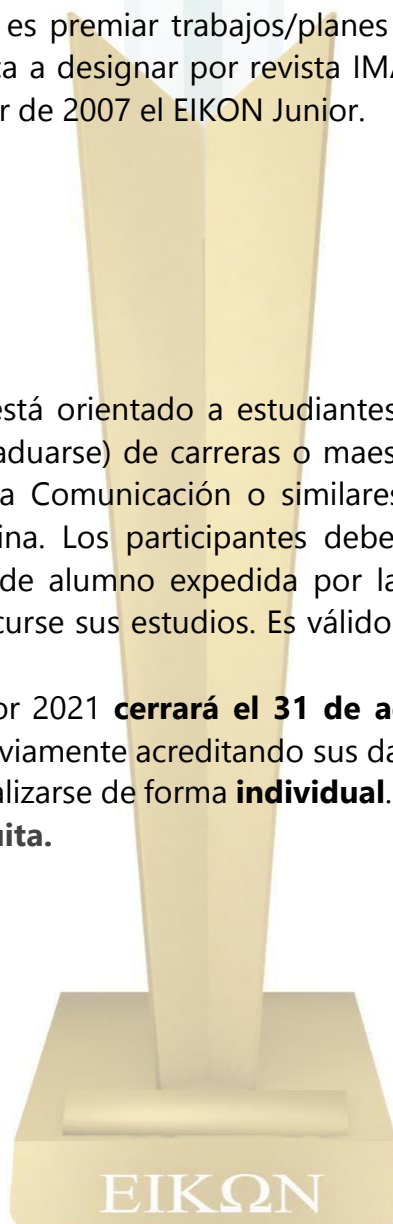 es premiar trabajos/planes
a a designar por revista IMA
r de 2007 el EIKON Junior.
está orientado a estudiantes
aduarse) de carreras o maes
a Comunicación o similares
ina. Los participantes debe
de alumno expedida por la
curse sus estudios. Es válido
or 2021 cerrará el 31 de a
viamente acreditando sus da
alizarse de forma individual.
uita.
EIKΩN